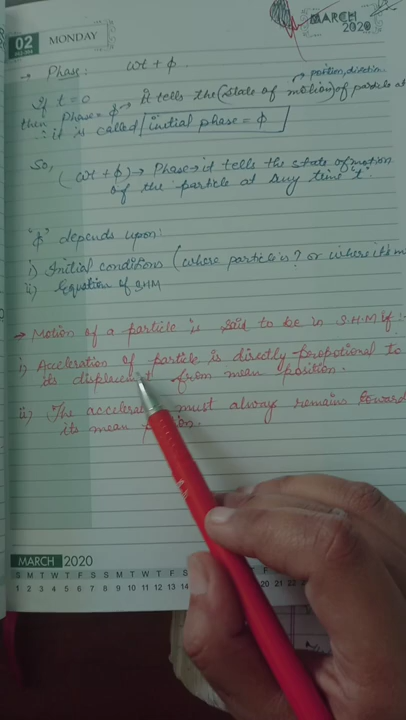 MARCH
2020
02 MONDAY
→ Phase: ωt + φ
position, direction
If t = 0 → It tells the (state of motion) of particle at
then Phase = φ
∴ it is called [initial phase = φ]
So, (ωt + φ) → Phase → it tells the state of motion
of the particle at any time 't'.
'φ' depends upon:
i) Initial conditions (where particle is? or where its m
ii) Equation of SHM
→ Motion of a particle is said to be in S.H.M if :-
i) Acceleration of particle is directly to
its from mean position.
ii) The must always remains toward
its mean
MARCH 2020
S M T W T F S S M T W T F S
1 2 3 4 5 6 7 8 9 10 11 12 13 14 20 21 22